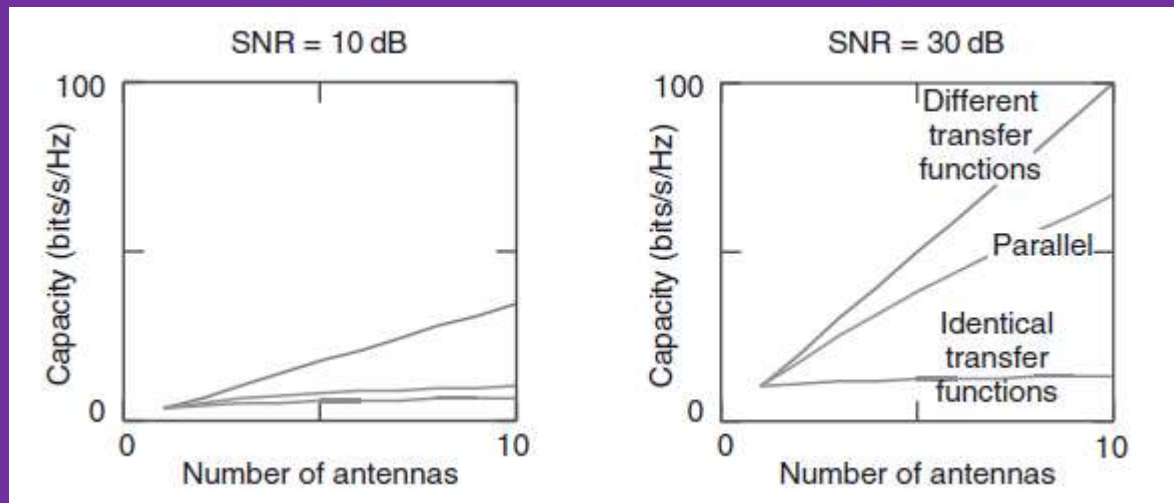 SNR = 10 dB
100
Capacity (bits/s/Hz)
0
0
10
Number of antennas
SNR = 30 dB
100
Different
transfer
functions
Parallel
Identical
transfer
functions
Capacity (bits/s/Hz)
0
0
10
Number of antennas